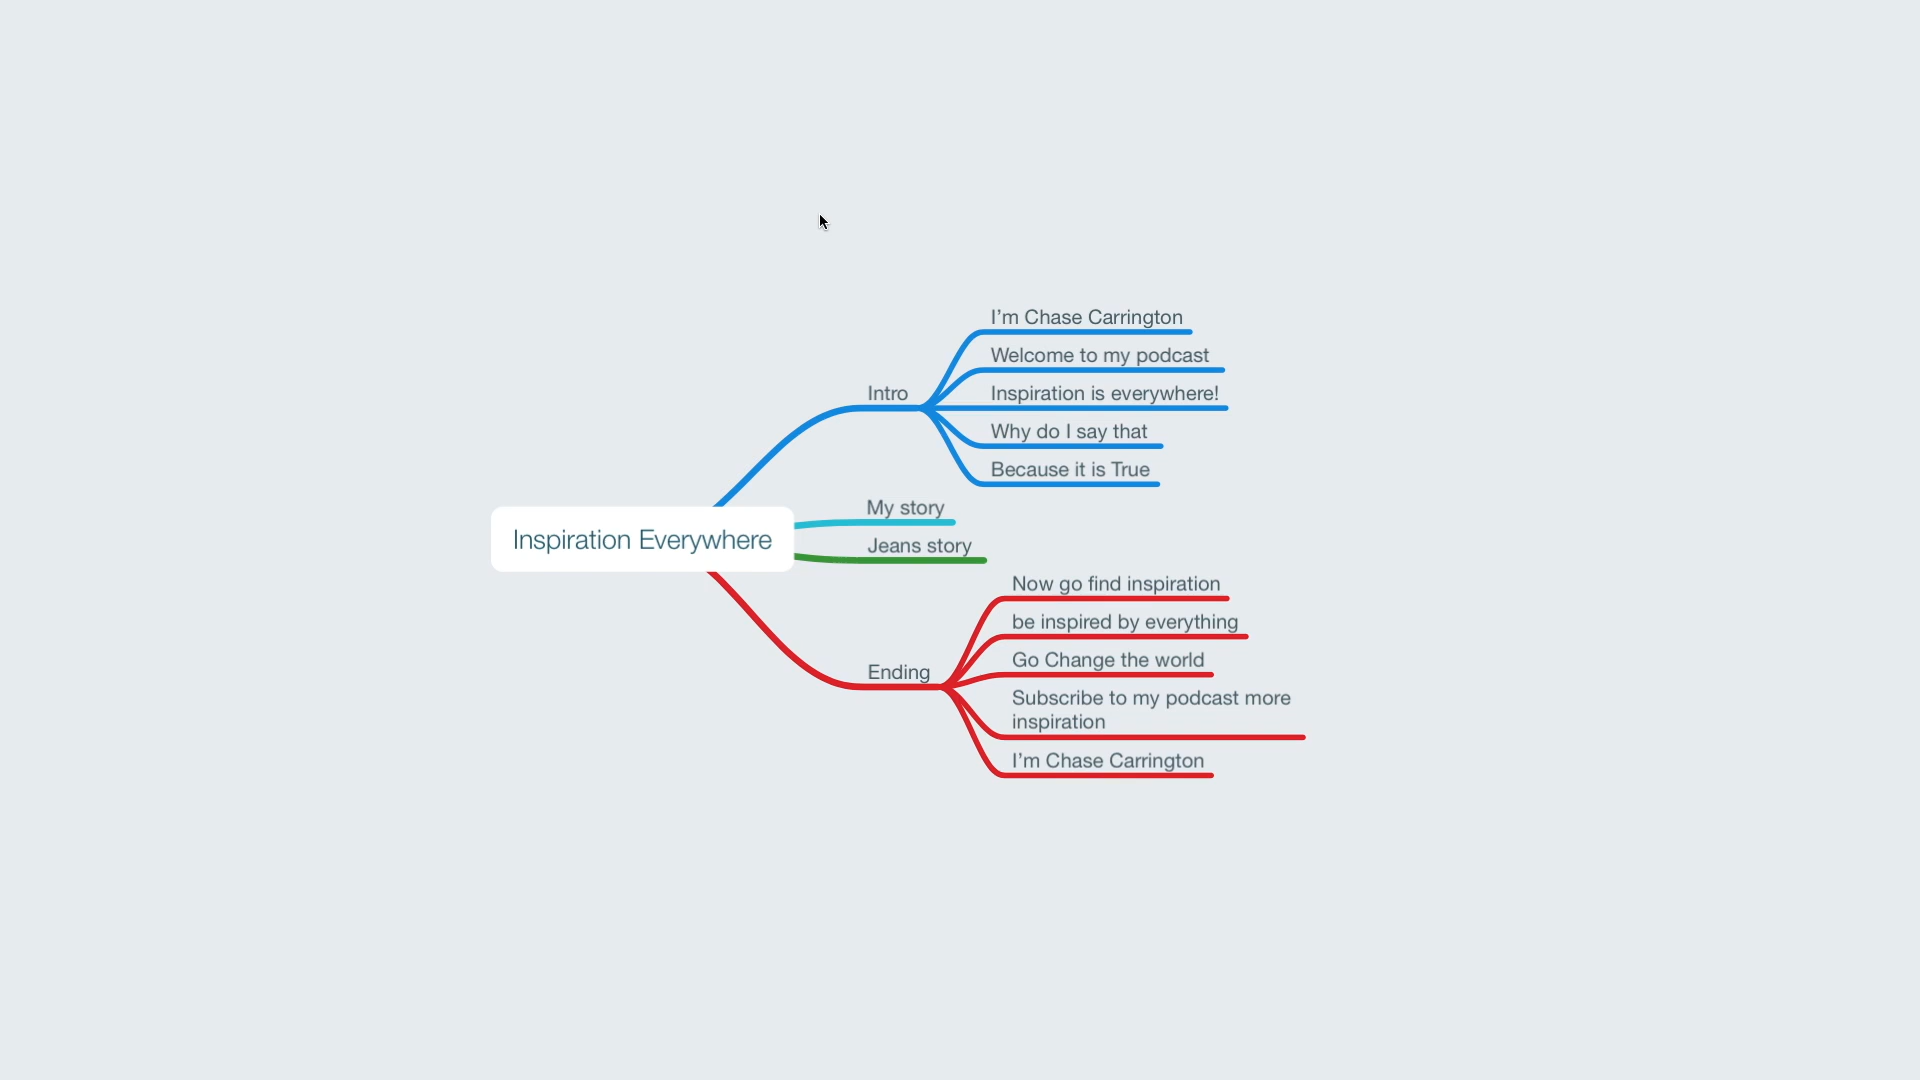 Inspiration Everywhere
Intro
I’m Chase Carrington
Welcome to my podcast
Inspiration is everywhere!
Why do I say that
Because it is True
My story
Jeans story
Ending
Now go find inspiration
be inspired by everything
Go Change the world
Subscribe to my podcast more
inspiration
I’m Chase Carrington